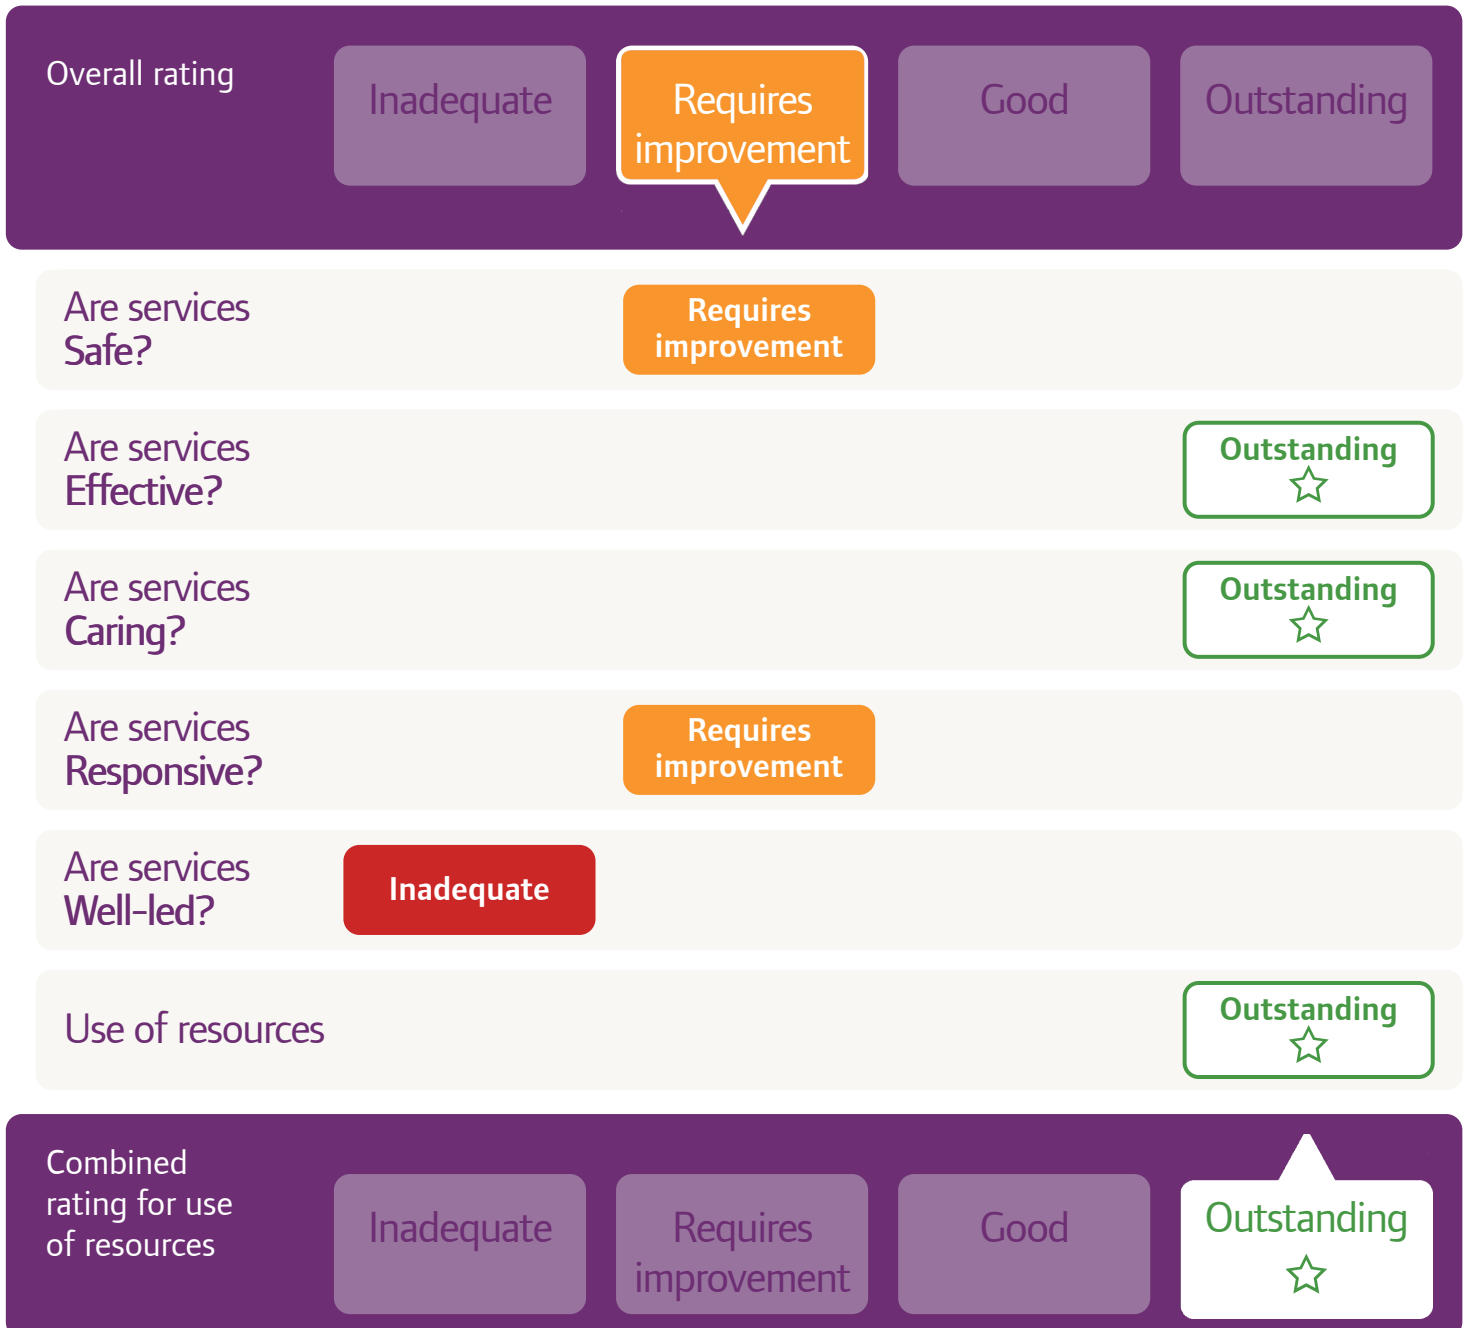 Overall rating
Inadequate
Requires
improvement
Good
Outstanding
Are services
Safe?
Requires
improvement
Are services
Effective?
Outstanding
Are services
Caring?
Outstanding
Are services
Responsive?
Requires
improvement
Are services
Well-led?
Inadequate
Use of resources
Outstanding
Combined
rating for use
of resources
Inadequate
Requires
improvement
Good
Outstanding